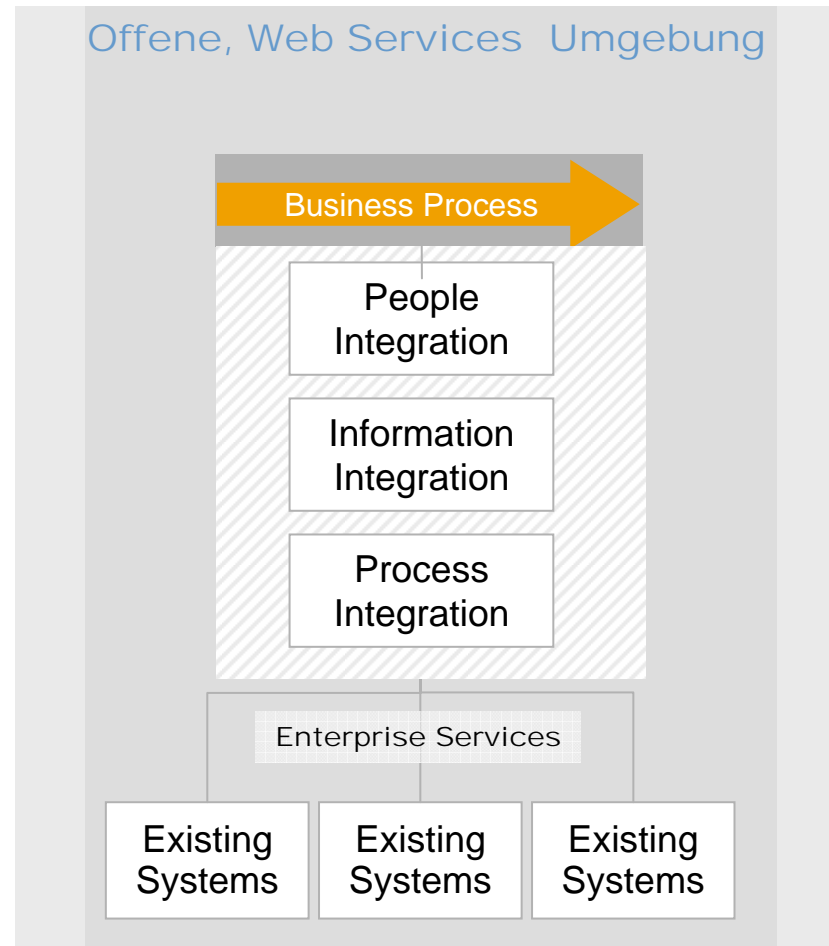 Offene, Web Services Umgebung
Business Process
People
Integration
Information
Integration
Process
Integration
Enterprise Services
Existing
Systems
Existing
Systems
Existing
Systems